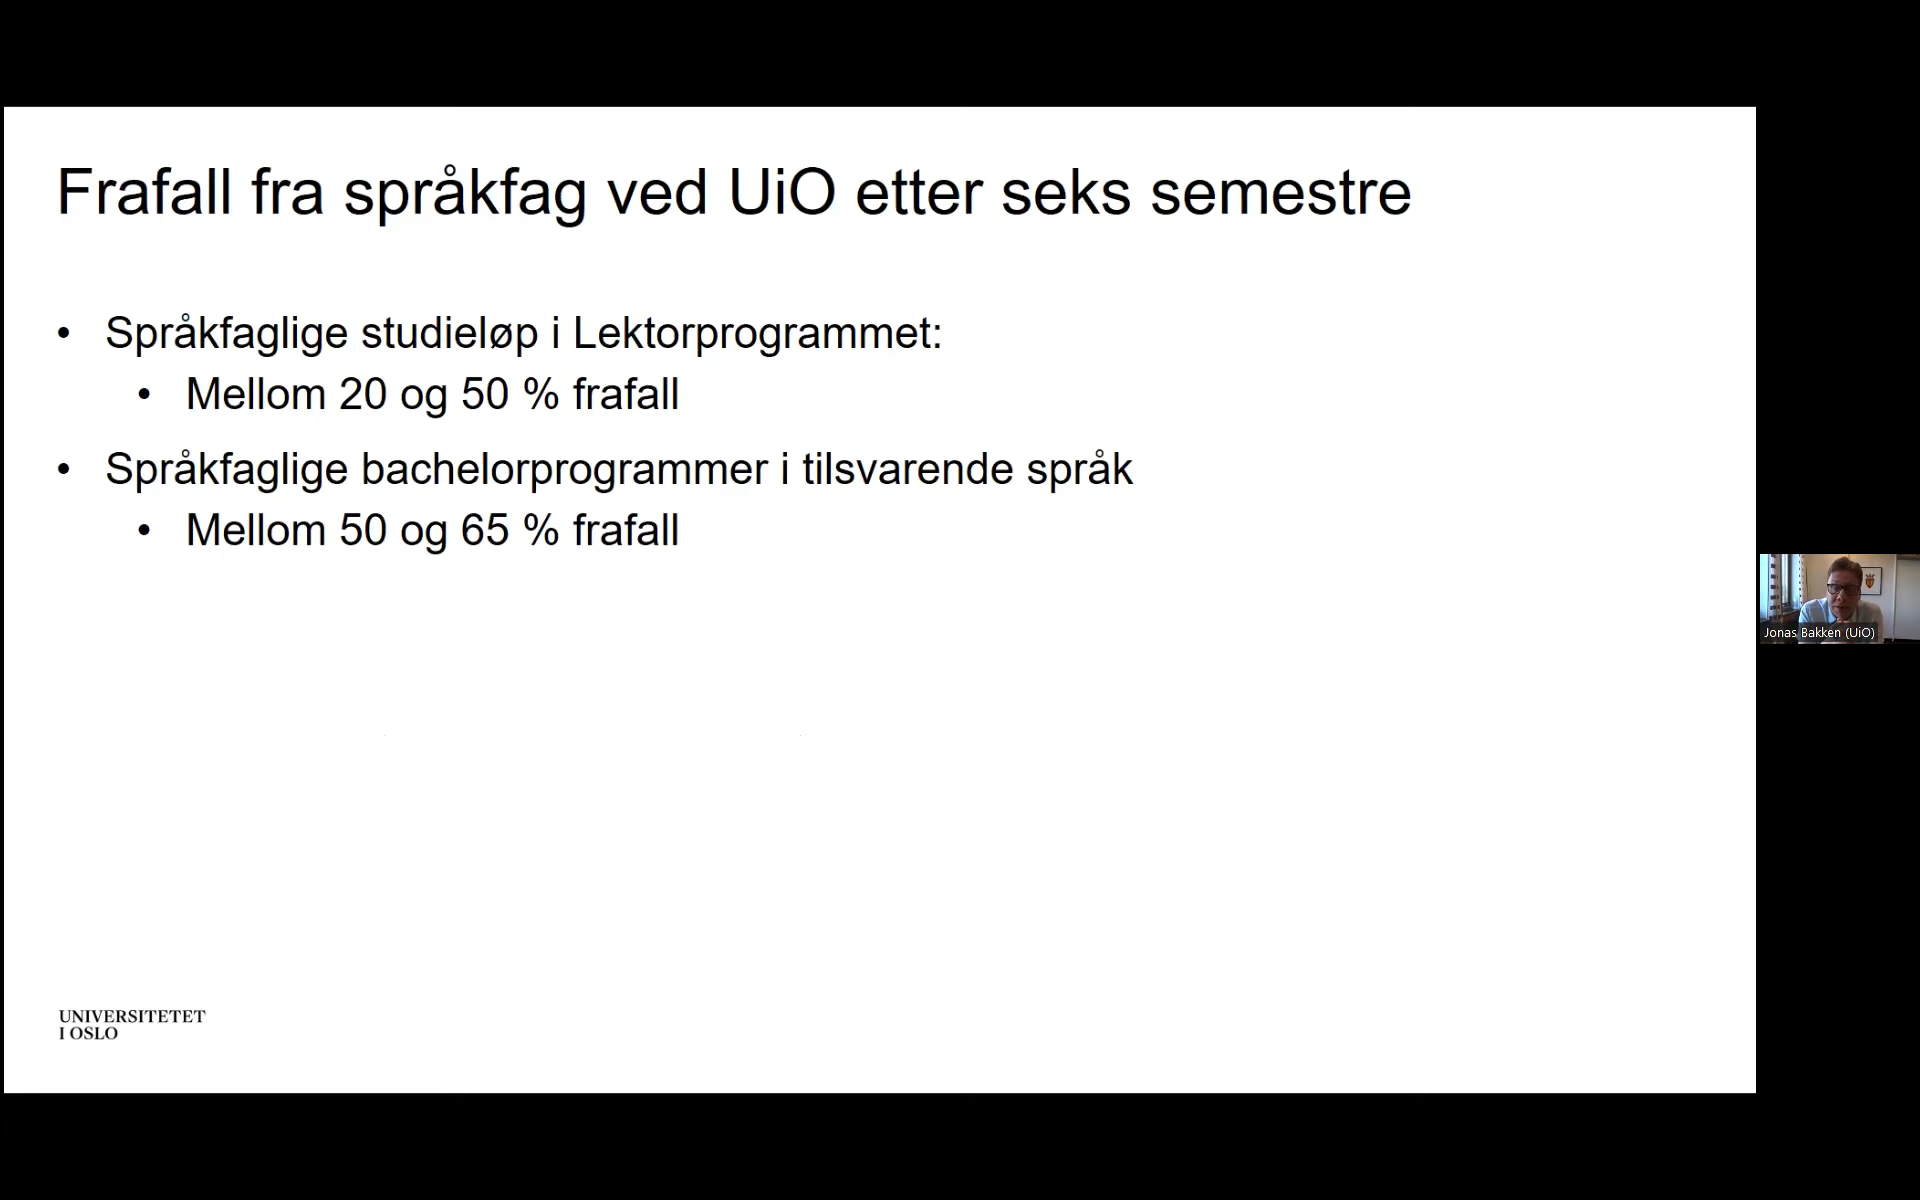 Frafall fra språkfag ved UiO etter seks semestre
• Språkfaglige studieløp i Lektorprogrammet:
• Mellom 20 og 50 % frafall
• Språkfaglige bachelorprogrammer i tilsvarende språk
• Mellom 50 og 65 % frafall
Jonas Bakken (UiO)
UNIVERSITETET
I OSLO